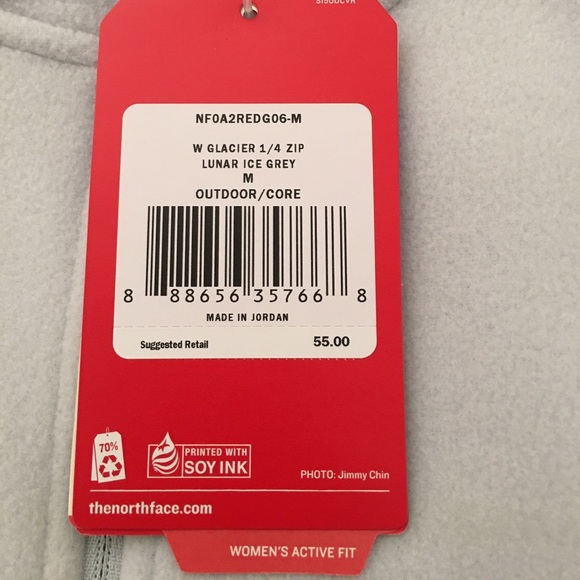 S150DCVR
NF0A2REDG06-M
W GLACIER 1/4 ZIP
LUNAR ICE GREY
M
OUTDOOR/CORE
8 88656 35766 8
MADE IN JORDAN
Suggested Retail 55.00
70%
PRINTED WITH
SOY INK
PHOTO: Jimmy Chin
thenorthface.com
WOMEN'S ACTIVE FIT